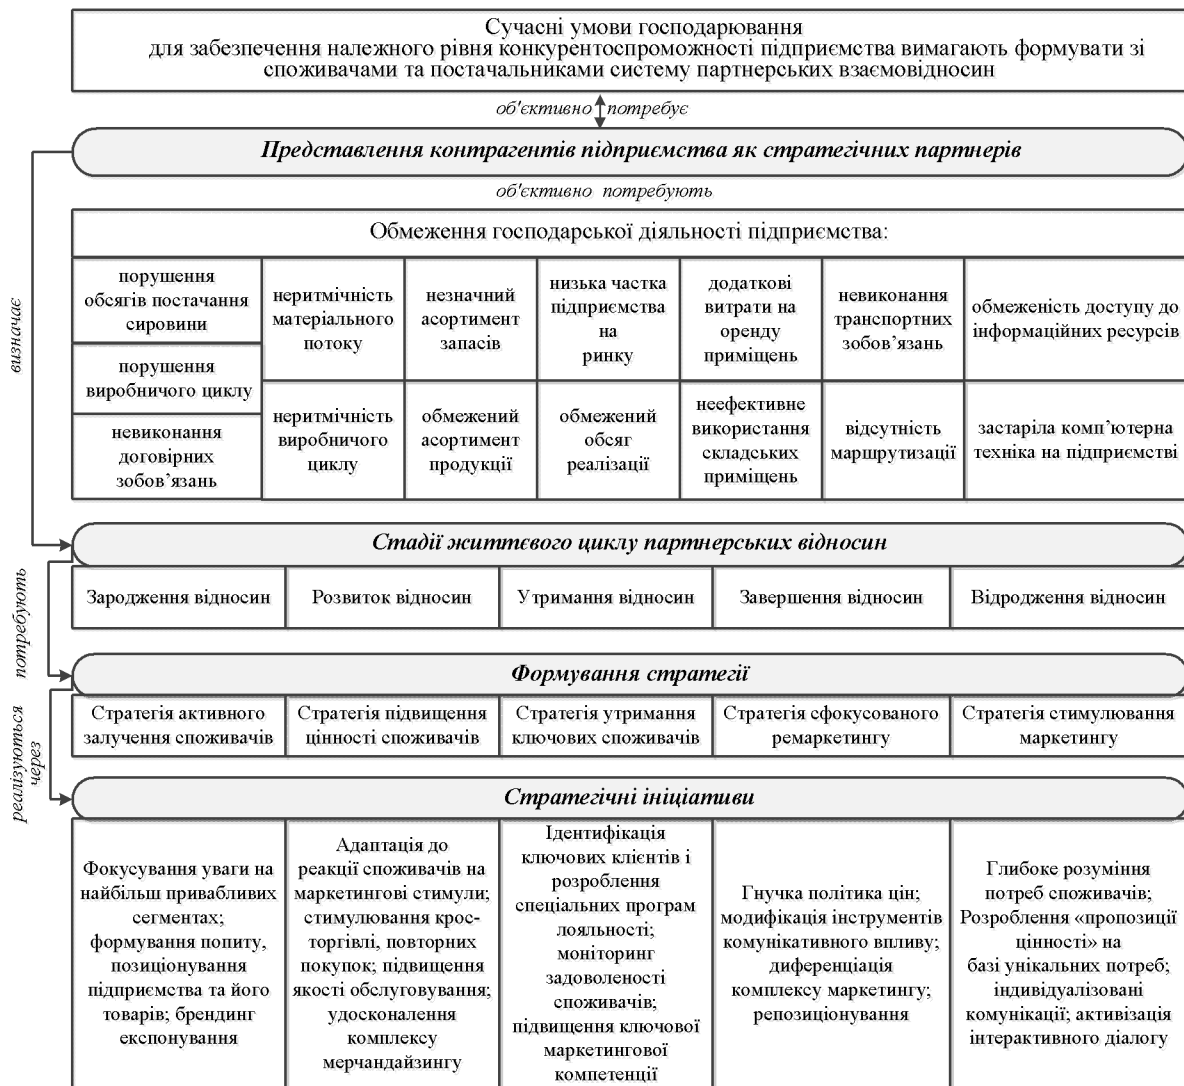 Сучасні умови господарювання
для забезпечення належного рівня конкурентоспроможності підприємства вимагають формувати зі
споживачами та постачальниками систему партнерських взаємовідносин
об'єктивно потребує
Представлення контрагентів підприємства як стратегічних партнерів
об'єктивно потребують
визначає
Обмеження господарської діяльності підприємства:
порушення
обсягів постачання
сировини
порушення
виробничого циклу
невиконання
договірних
зобов’язань
неритмічність
матеріального
потоку
неритмічність
виробничого
циклу
незначний
асортимент
запасів
обмежений
асортимент
продукції
низька частка
підприємства
на
ринку
обмежений
обсяг
реалізації
додаткові
витрати на
оренду
приміщень
неефективне
використання
складських
приміщень
невиконання
транспортних
зобов’язань
відсутність
маршрутизації
обмеженість доступу до
інформаційних ресурсів
застаріла комп’ютерна
техніка на підприємстві
Стадії життєвого циклу партнерських відносин
Зародження відносин
Розвиток відносин
Утримання відносин
Завершення відносин
Відродження відносин
потребують
Формування стратегії
Стратегія активного
залучення споживачів
Стратегія підвищення
цінності споживачів
Стратегія утримання
ключових споживачів
Стратегія сфокусованого
ремаркетингу
Стратегія стимулювання
маркетингу
реалізуються
через
Стратегічні ініціативи
Фокусування уваги на
найбільш привабливих
сегментах;
формування попиту,
позиціонування
підприємства та його
товарів; брендинг
експонування
Адаптація до
реакції споживачів на
маркетингові стимули;
стимулювання крос-
торгівлі, повторних
покупок; підвищення
якості обслуговування;
удосконалення
комплексу
мерчандайзингу
Ідентифікація
ключових клієнтів і
розроблення
спеціальних програм
лояльності;
моніторинг
задоволеності
споживачів;
підвищення ключової
маркетингової
компетенції
Гнучка політика цін;
модифікація інструментів
комунікативного впливу;
диференціація
комплексу маркетингу;
репозиціонування
Глибоке розуміння
потреб споживачів;
Розроблення «пропозиції
цінності» на
базі унікальних потреб;
індивідуалізовані
комунікації; активізація
інтерактивного діалогу